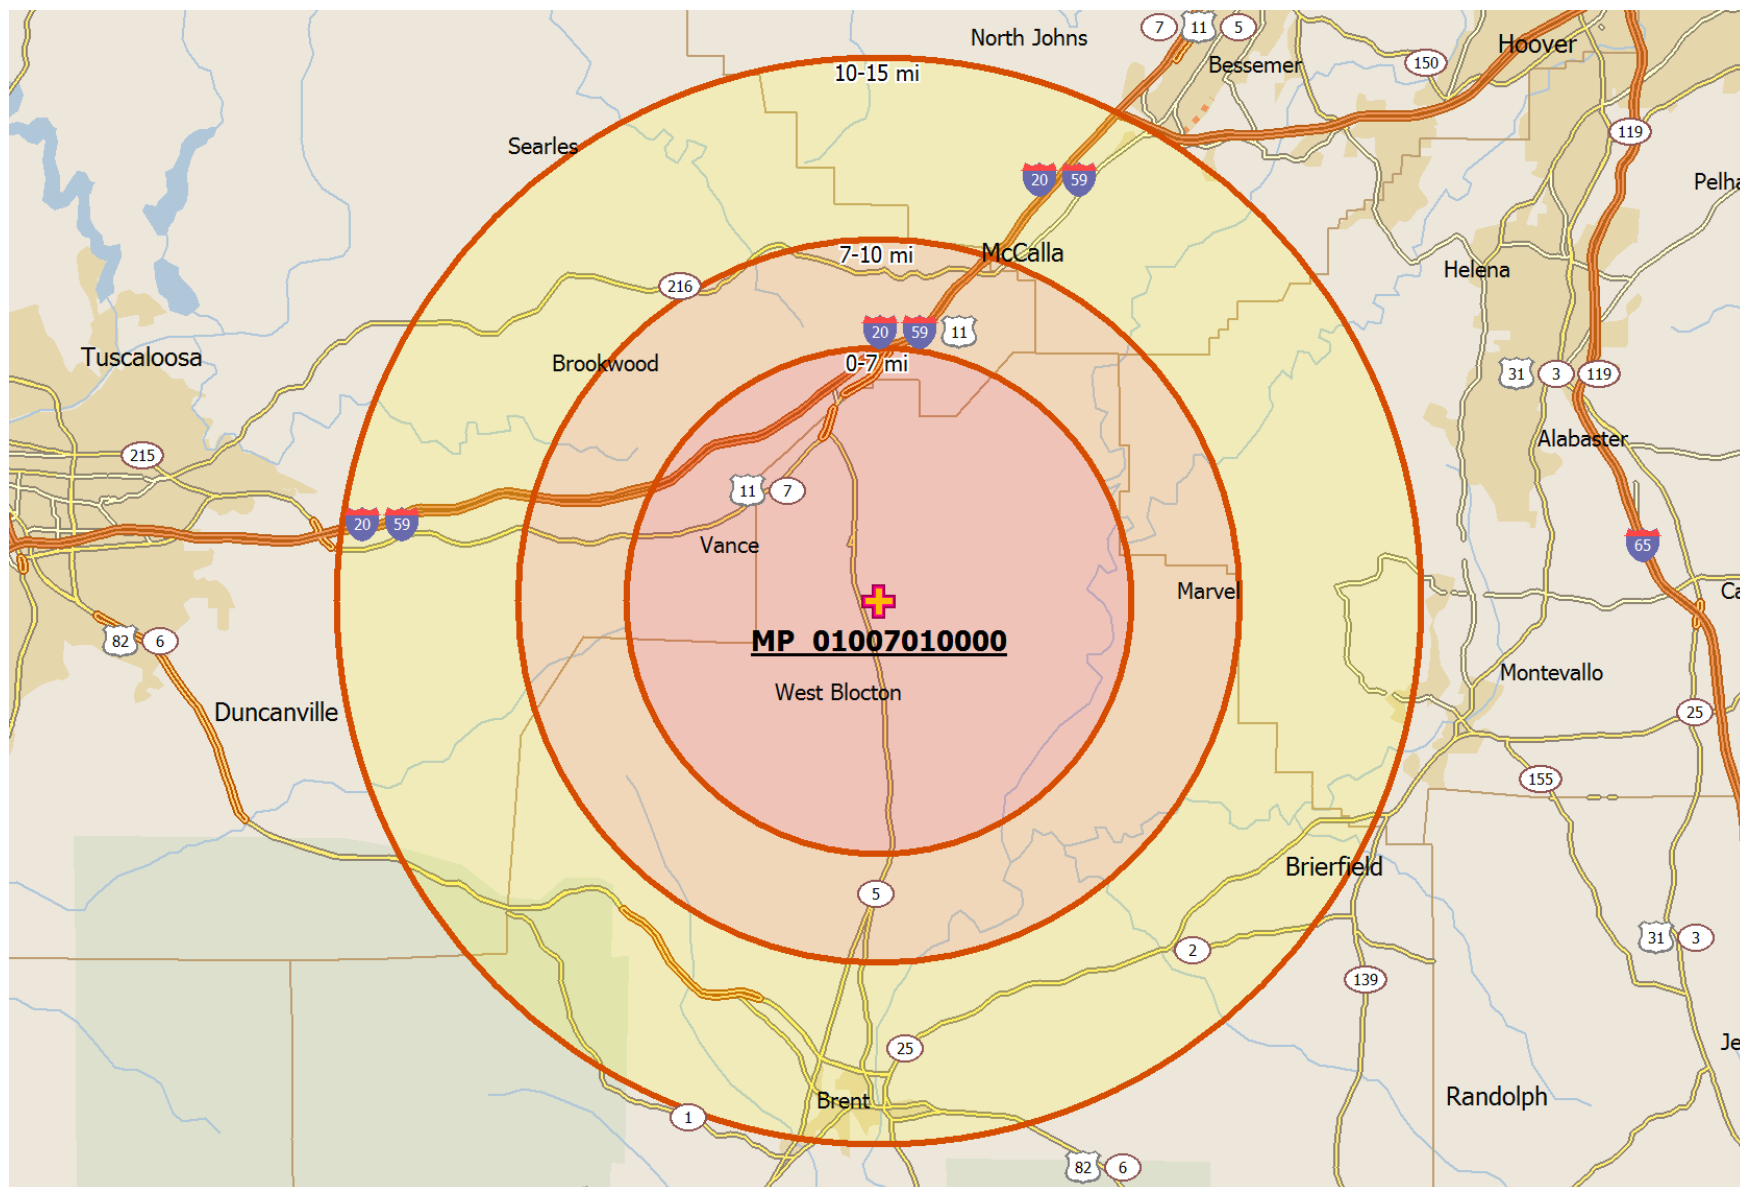 North Johns
7
11
5
Hoover
150
Bessemer
10-15 mi
119
Searles
20
59
Pelha
7-10 mi
McCalla
Helena
216
20
59
11
Tuscaloosa
Brookwood
0-7 mi
31
3
119
Alabaster
215
11
7
20
59
Vance
65
Marvel
Ca
82
6
MP_01007010000
West Blocton
Montevallo
Duncanville
25
155
Brierfield
5
2
31
3
139
25
Je
Brent
Randolph
1
82
6